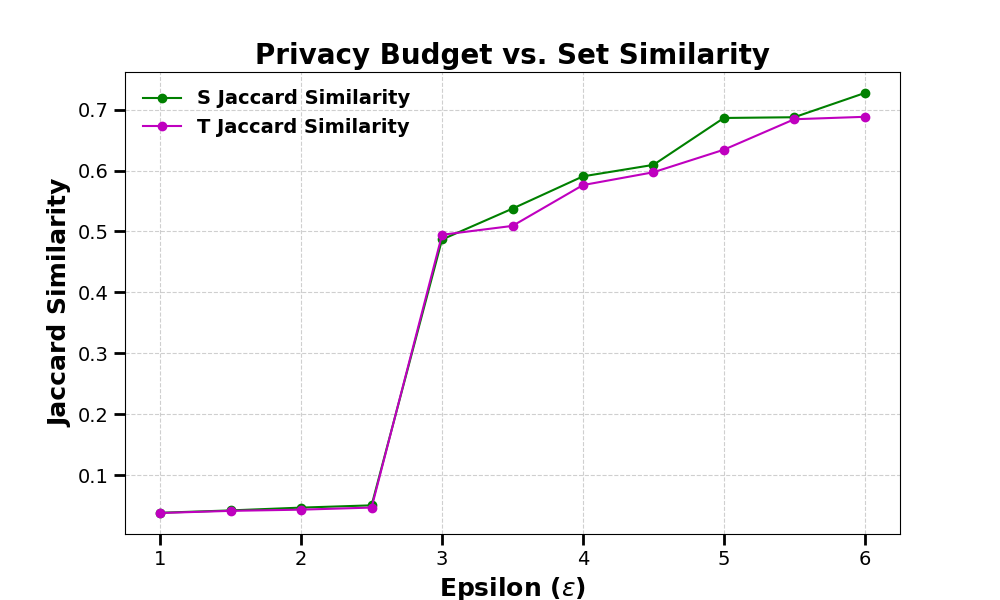 Privacy Budget vs. Set Similarity
S Jaccard Similarity
T Jaccard Similarity
Jaccard Similarity
0.7
0.6
0.5
0.4
0.3
0.2
0.1
1 2 3 4 5 6
Epsilon (ε)